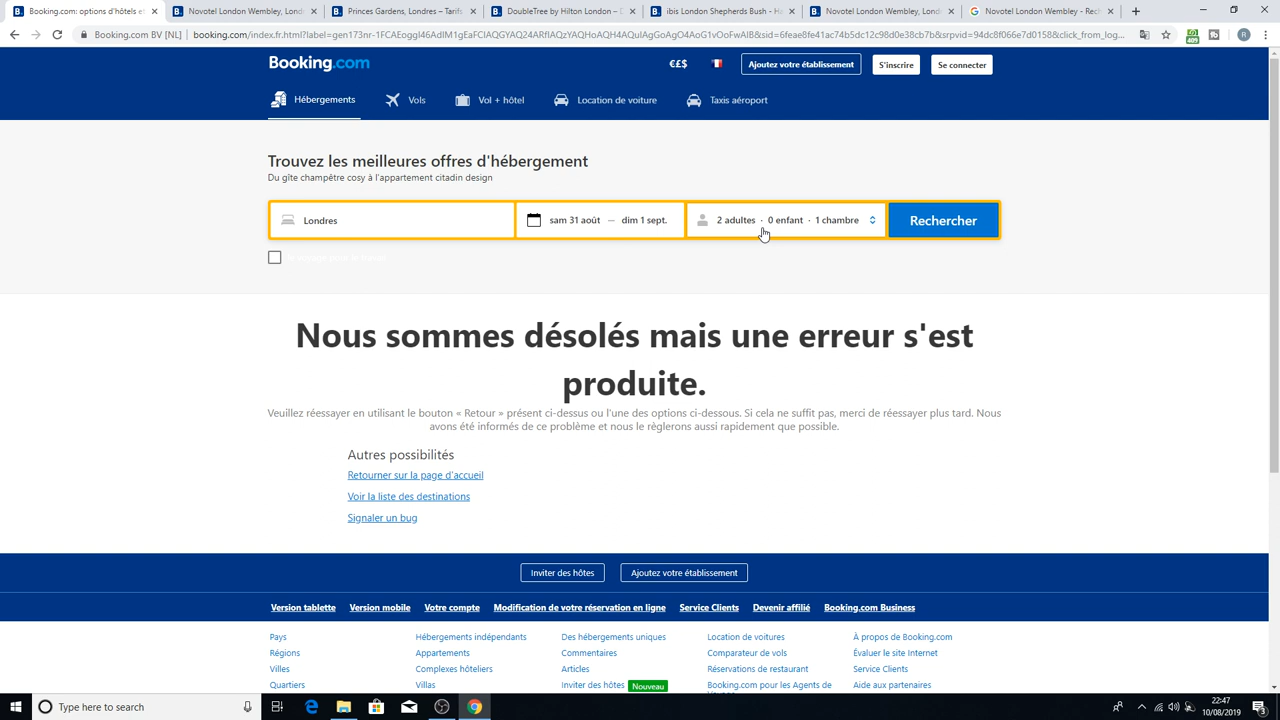 Booking.com: options d'hôtels et
Novotel London Wembley, Lond
Princes Gardens, London – Tarifs
DoubleTree by Hilton London –
ibis London Shepherds Bush - Ha
Novotel London Wembley, Lond
Novotel London Wembley - Rech
Booking.com BV [NL]
Booking.com
€£$
Ajoutez votre établissement
S'inscrire
Se connecter
Hébergements
Vols
Vol + hôtel
Location de voiture
Taxis aéroport
Trouvez les meilleures offres d'hébergement
Du gîte champêtre cosy à l'appartement citadin design
Londres
sam 31 août — dim 1 sept.
2 adultes · 0 enfant · 1 chambre
Rechercher
Nous sommes désolés mais une erreur s'est
produite.
Veuillez réessayer en utilisant le bouton « Retour » présent ci-dessus ou l'une des options ci-dessous. Si cela ne suffit pas, merci de réessayer plus tard. Nous
avons été informés de ce problème et nous le règlerons aussi rapidement que possible.
Autres possibilités
Retourner sur la page d'accueil
Voir la liste des destinations
Signaler un bug
Inviter des hôtes
Ajoutez votre établissement
Version tablette
Version mobile
Votre compte
Modification de votre réservation en ligne
Service Clients
Devenir affilié
Booking.com Business
Pays
Hébergements indépendants
Des hébergements uniques
Location de voitures
À propos de Booking.com
Régions
Appartements
Commentaires
Comparateur de vols
Évaluer le site Internet
Villes
Complexes hôteliers
Articles
Réservations de restaurant
Service Clients
Quartiers
Villas
Inviter des hôtes Nouveau
Booking.com pour les Agents de
Aide aux partenaires
Type here to search
22:47
10/08/2019